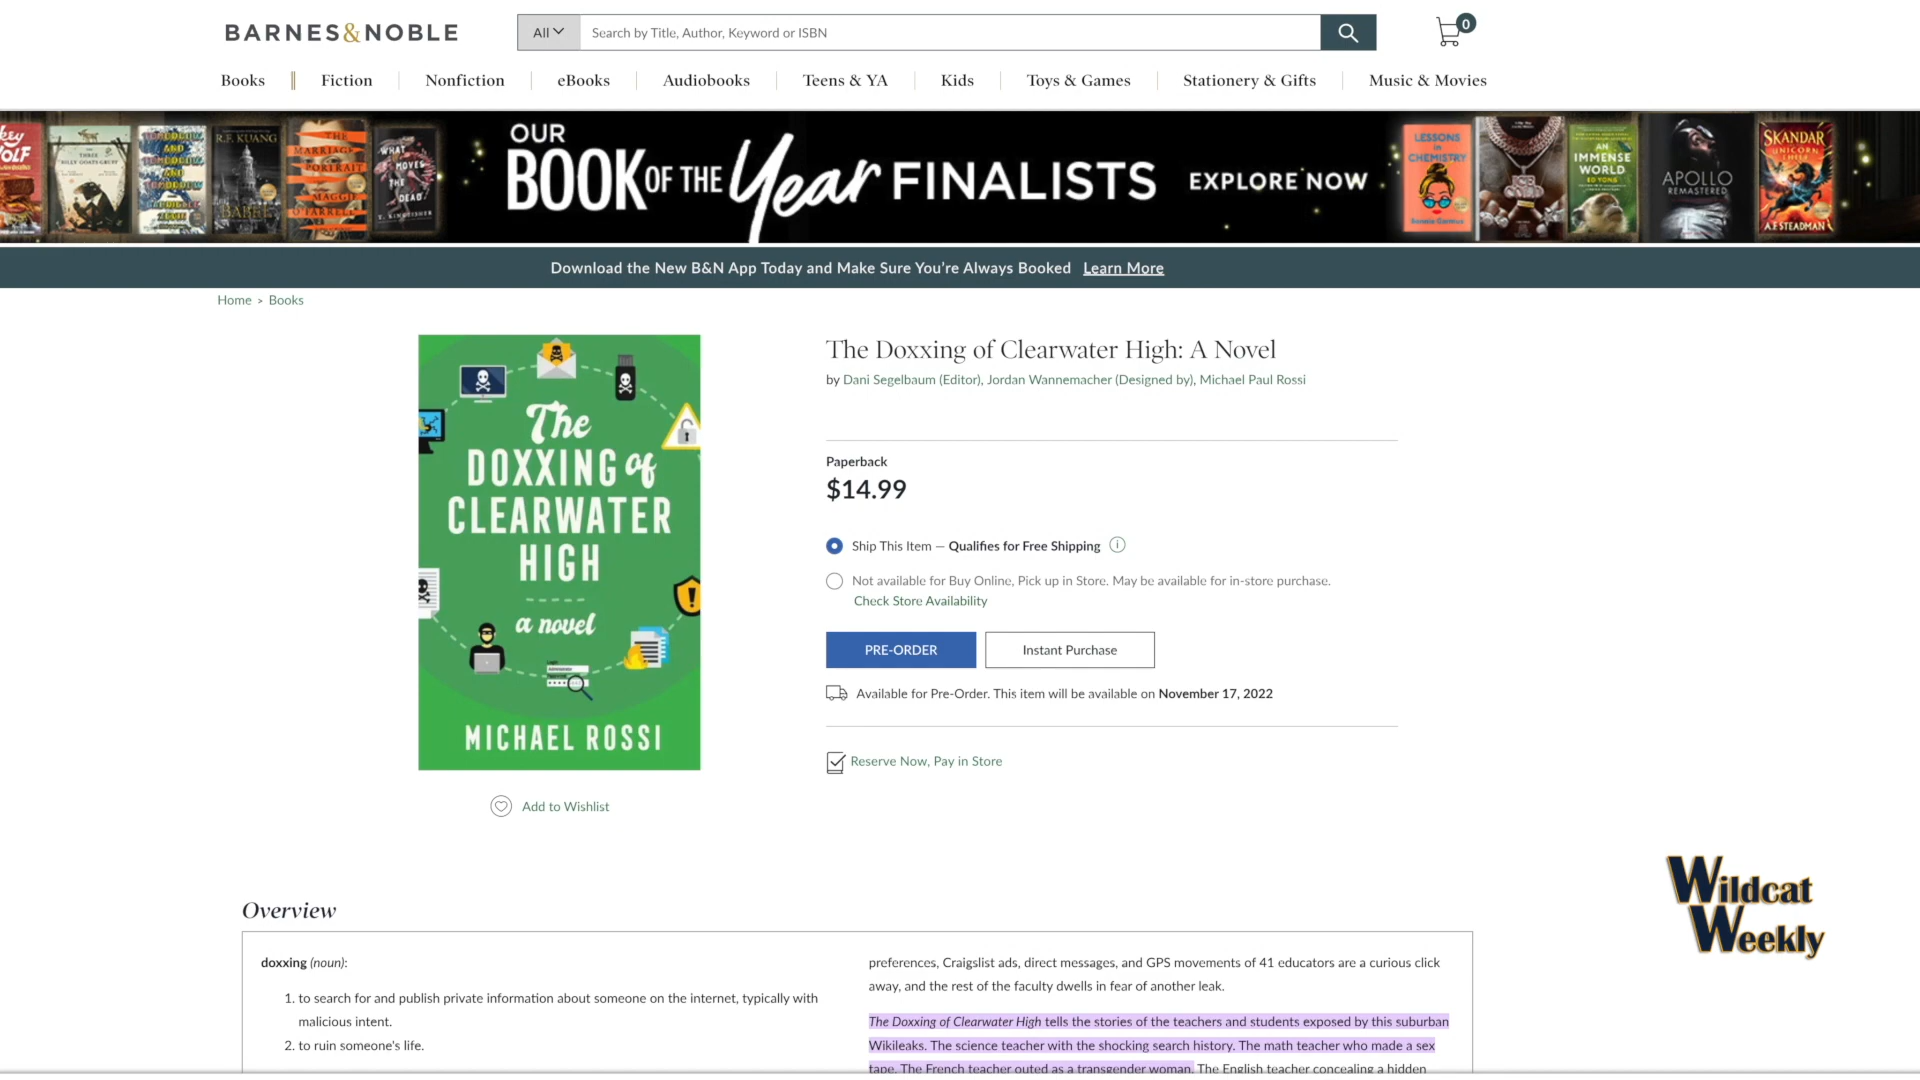 BARNES&NOBLE
All
Search by Title, Author, Keyword or ISBN
0
Books
Fiction
Nonfiction
eBooks
Audiobooks
Teens & YA
Kids
Toys & Games
Stationery & Gifts
Music & Movies
OUR
BOOK OF THE Year FINALISTS
EXPLORE NOW
THREE
R.F. KUANG
BABEL
THE
MARRIAGE
PORTRAIT
MAGGIE
O'FARRELL
WHAT
MOVES
THE
DEAD
T. KINGFISHER
LESSONS
in
CHEMISTRY
Bonnie Garmus
ICE
COLD
AN
IMMENSE
WORLD
ED YONG
APOLLO
REMASTERED
SKANDAR
UNICORN
THIEF
A.F. STEADMAN
Download the New B&N App Today and Make Sure You’re Always Booked Learn More
Home > Books
The Doxxing of Clearwater High: A Novel
by Dani Segelbaum (Editor), Jordan Wannemacher (Designed by), Michael Paul Rossi
The
DOXXING of
CLEARWATER
HIGH
a novel
MICHAEL ROSSI
Add to Wishlist
Paperback
$14.99
Ship This Item — Qualifies for Free Shipping
Not available for Buy Online, Pick up in Store. May be available for in-store purchase.
Check Store Availability
PRE-ORDER
Instant Purchase
Available for Pre-Order. This item will be available on November 17, 2022
Reserve Now, Pay in Store
Wildcat
Weekly
Overview
doxxing (noun):
1. to search for and publish private information about someone on the internet, typically with
malicious intent.
2. to ruin someone's life.
preferences, Craigslist ads, direct messages, and GPS movements of 41 educators are a curious click
away, and the rest of the faculty dwells in fear of another leak.
The Doxxing of Clearwater High tells the stories of the teachers and students exposed by this suburban
Wikileaks. The science teacher with the shocking search history. The math teacher who made a sex
tape. The French teacher outed as a transgender woman. The English teacher concealing a hidden